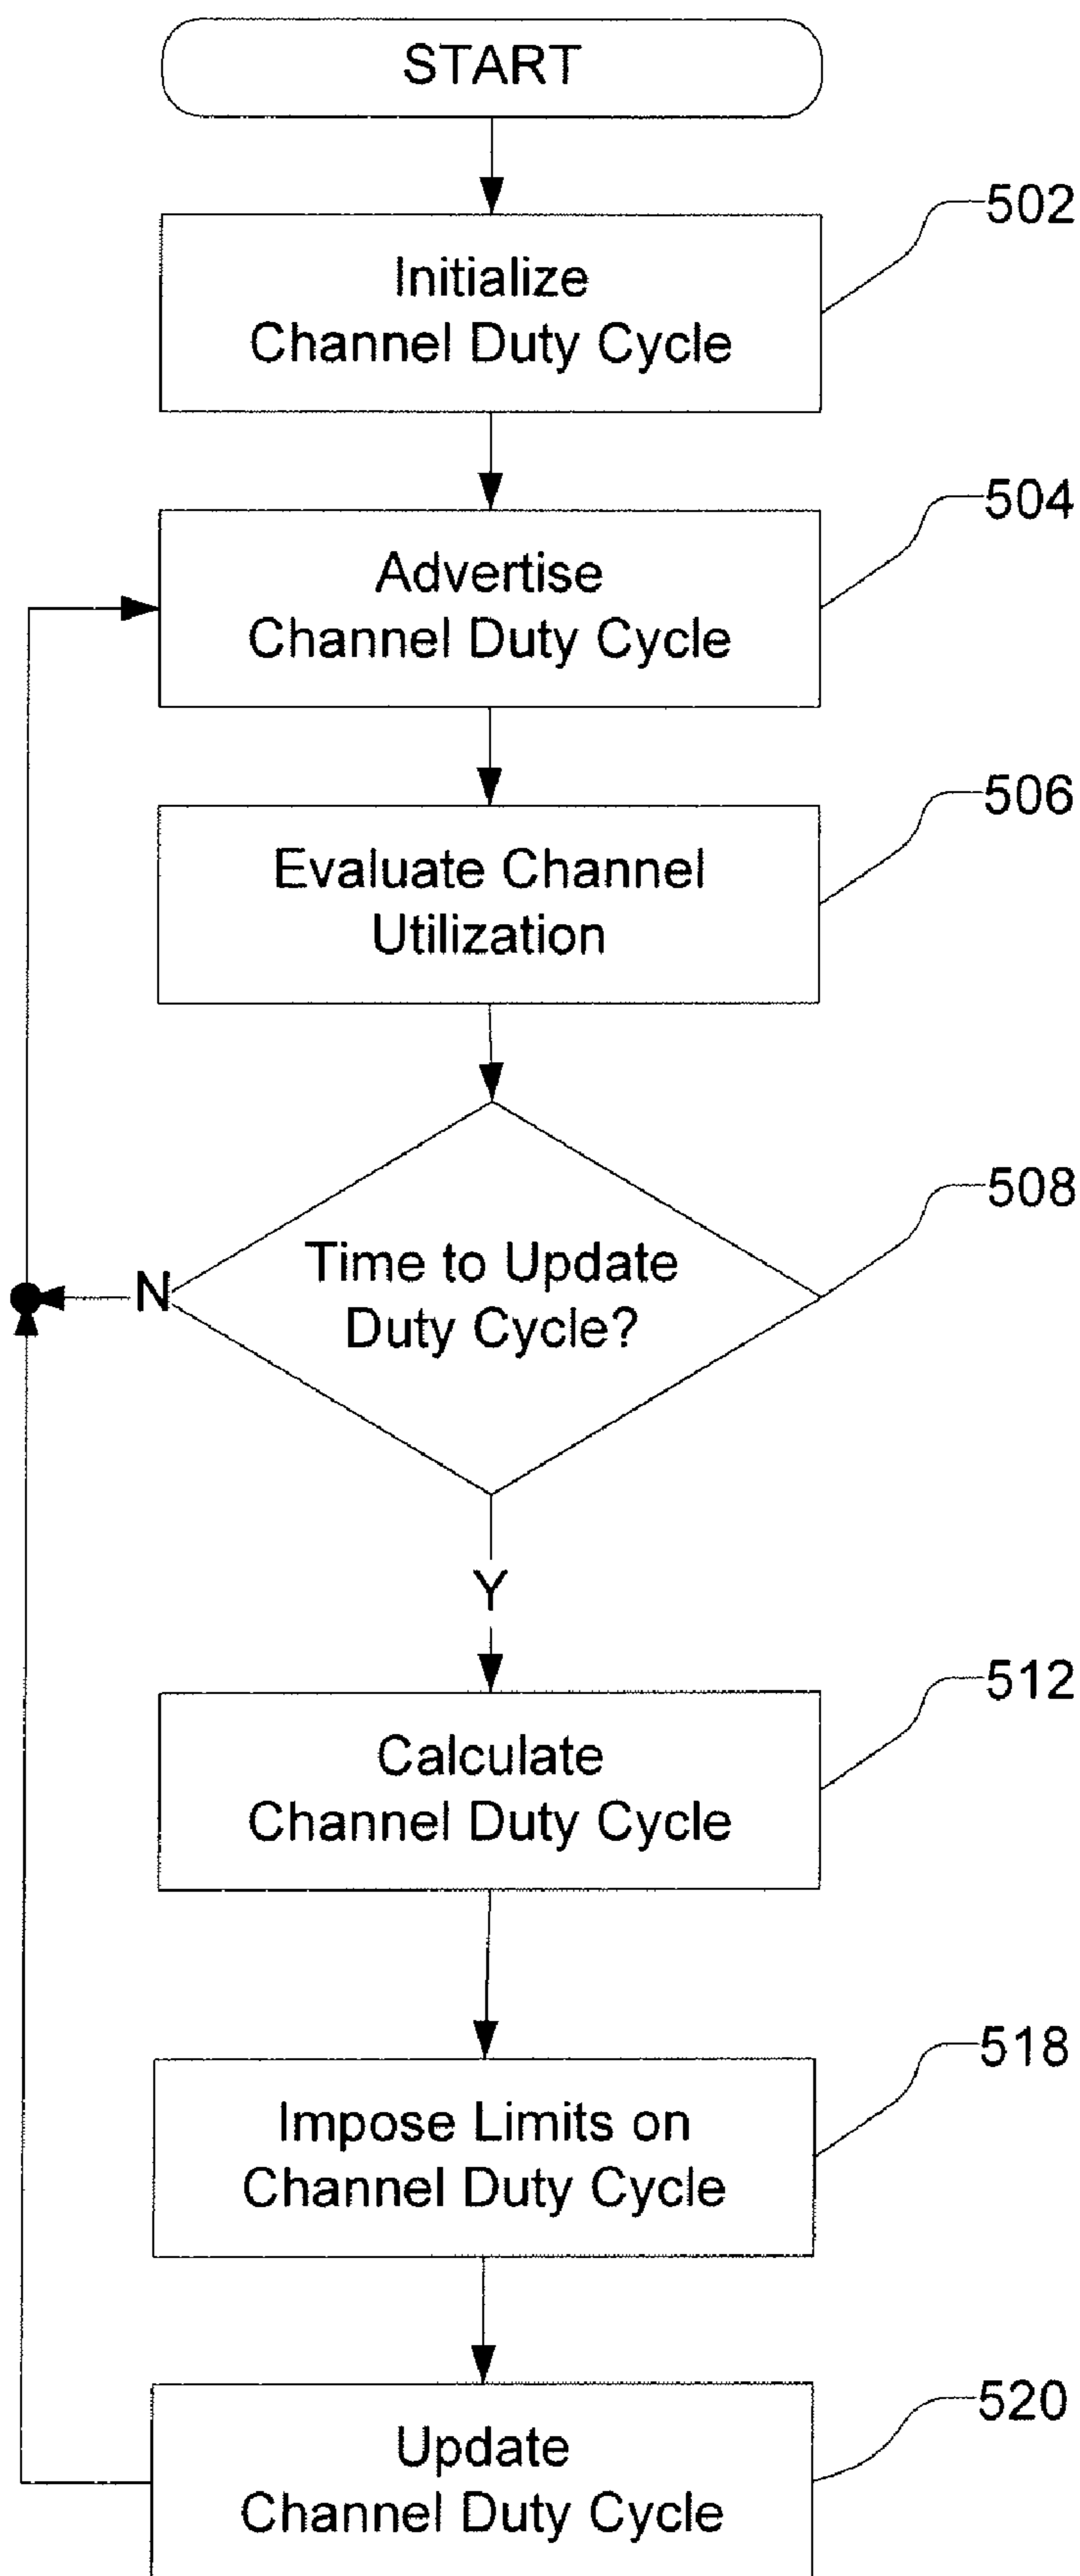 START
502
Initialize
Channel Duty Cycle
504
Advertise
Channel Duty Cycle
506
Evaluate Channel
Utilization
508
Time to Update
Duty Cycle?
N
Y
512
Calculate
Channel Duty Cycle
518
Impose Limits on
Channel Duty Cycle
520
Update
Channel Duty Cycle